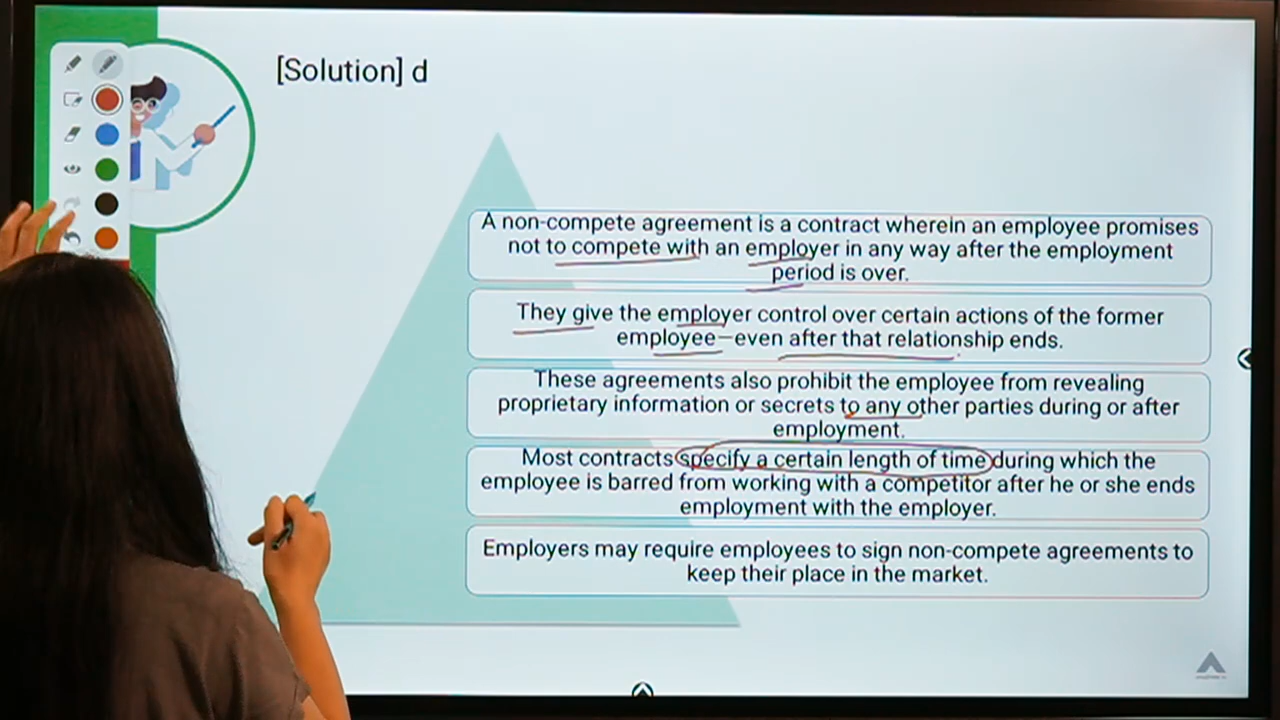 [Solution] d
A non-compete agreement is a contract wherein an employee promises
not to compete with an employer in any way after the employment
period is over.
They give the employer control over certain actions of the former
employee—even after that relationship ends.
These agreements also prohibit the employee from revealing
proprietary information or secrets to any other parties during or after
employment.
Most contracts specify a certain length of time during which the
employee is barred from working with a competitor after he or she ends
employment with the employer.
Employers may require employees to sign non-compete agreements to
keep their place in the market.